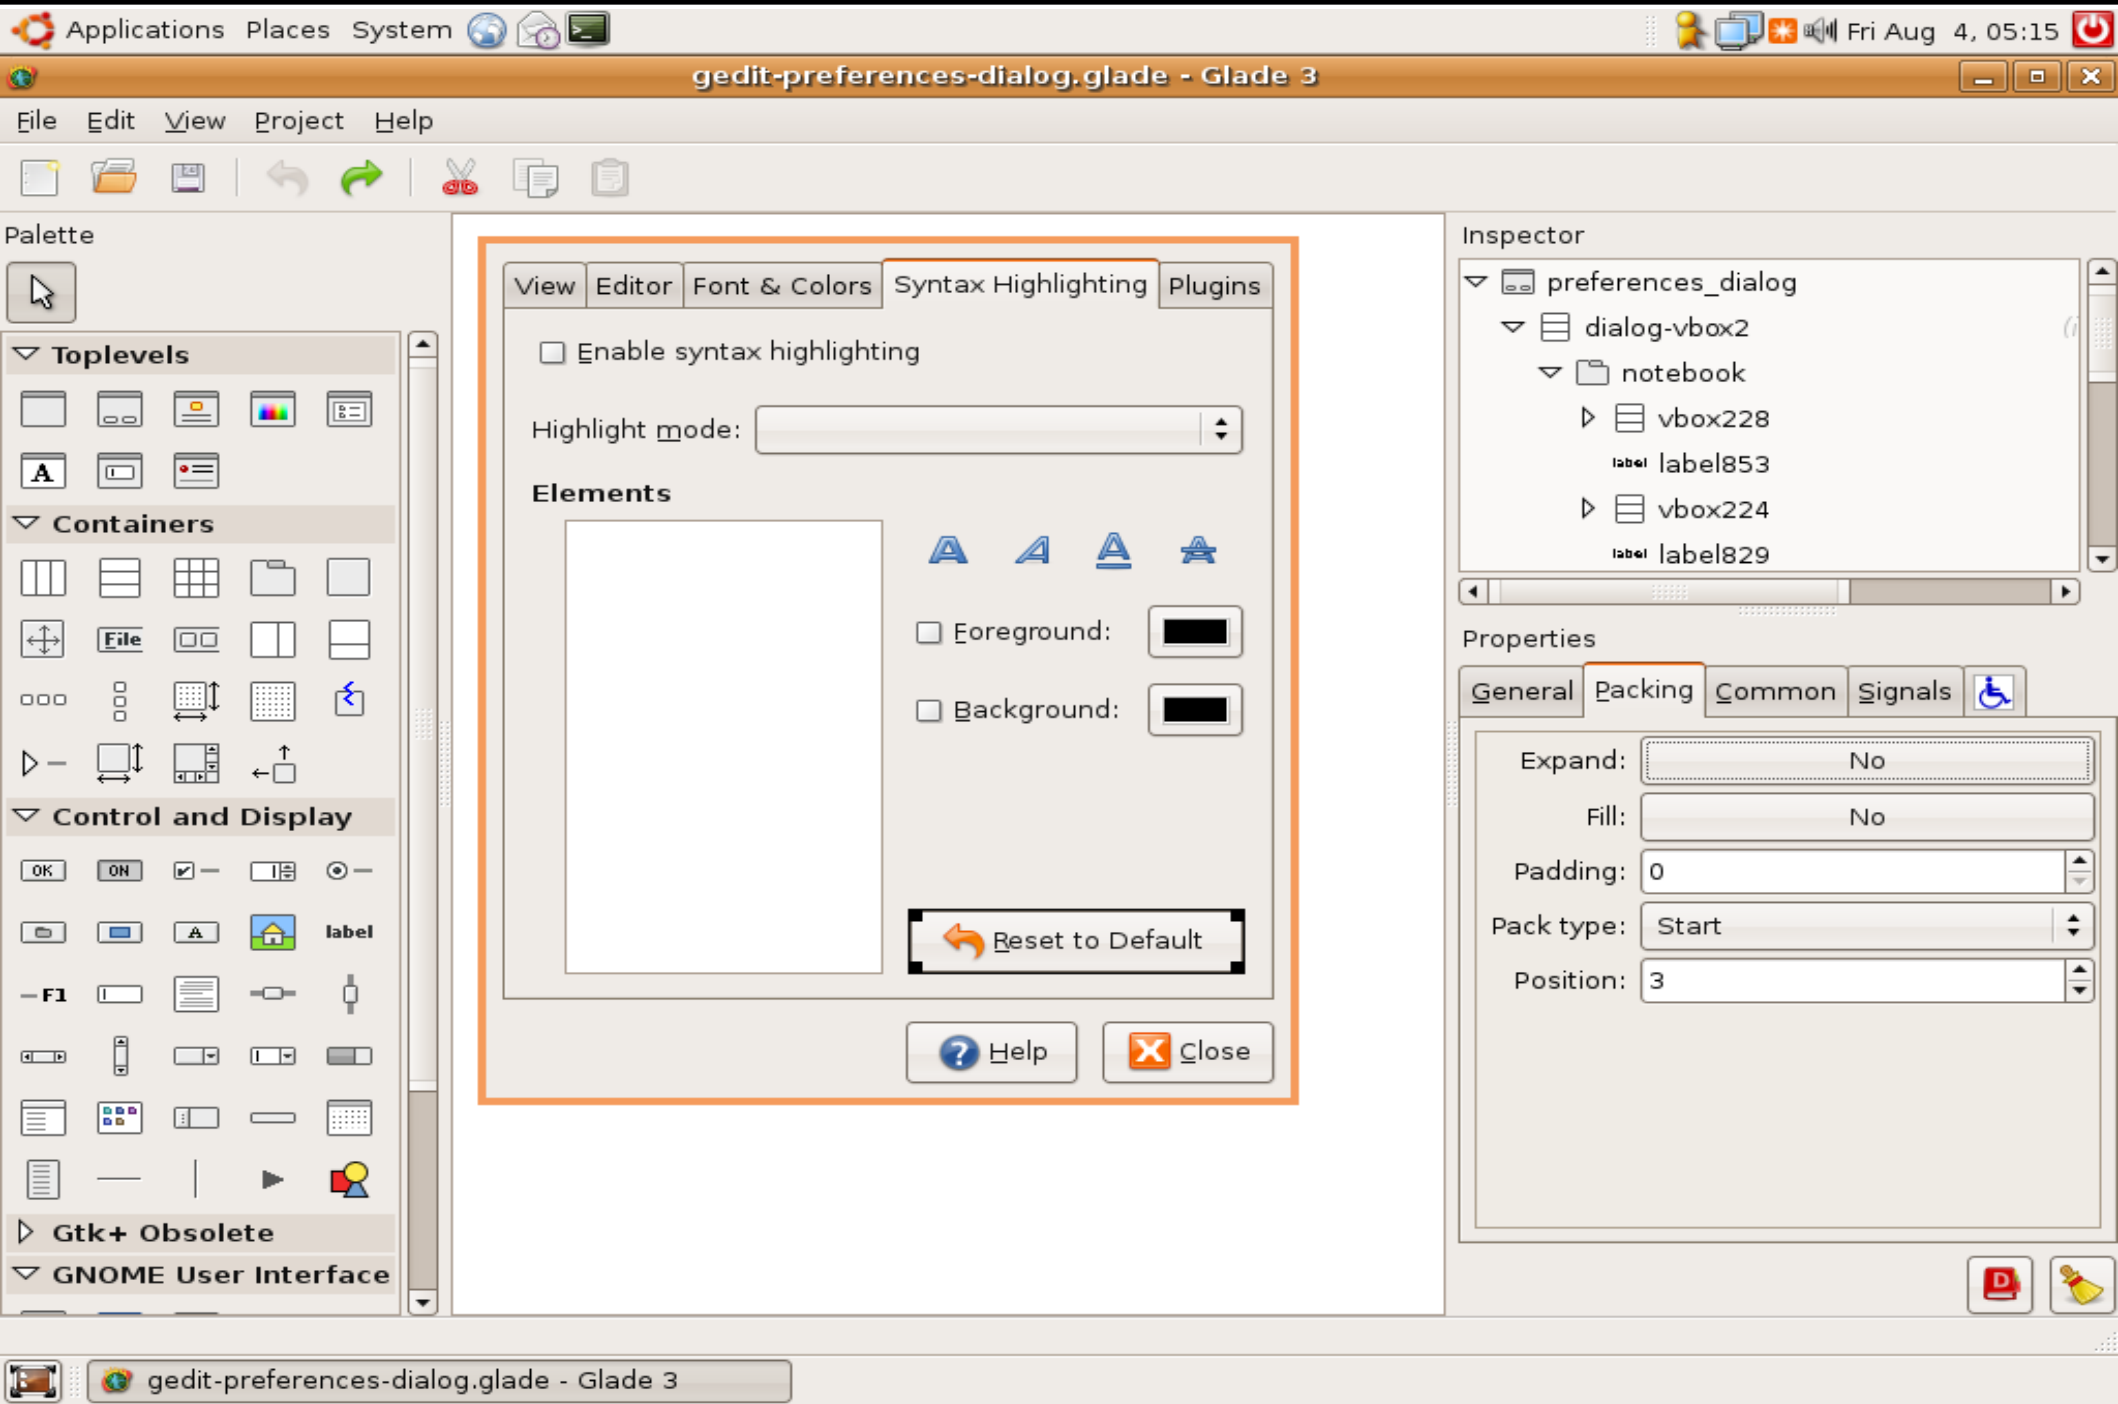 Applications Places System Fri Aug 4, 05:15
gedit-preferences-dialog.glade - Glade 3
File Edit View Project Help
Palette
Toplevels
A
Containers
File
Control and Display
OK ON
A label
F1
Gtk+ Obsolete
GNOME User Interface
View Editor Font & Colors Syntax Highlighting Plugins
Enable syntax highlighting
Highlight mode:
Elements
A A A A
Foreground:
Background:
Reset to Default
Help Close
Inspector
preferences_dialog
dialog-vbox2 (i
notebook
vbox228
label label853
vbox224
label label829
Properties
General Packing Common Signals
Expand: No
Fill: No
Padding: 0
Pack type: Start
Position: 3
D
gedit-preferences-dialog.glade - Glade 3